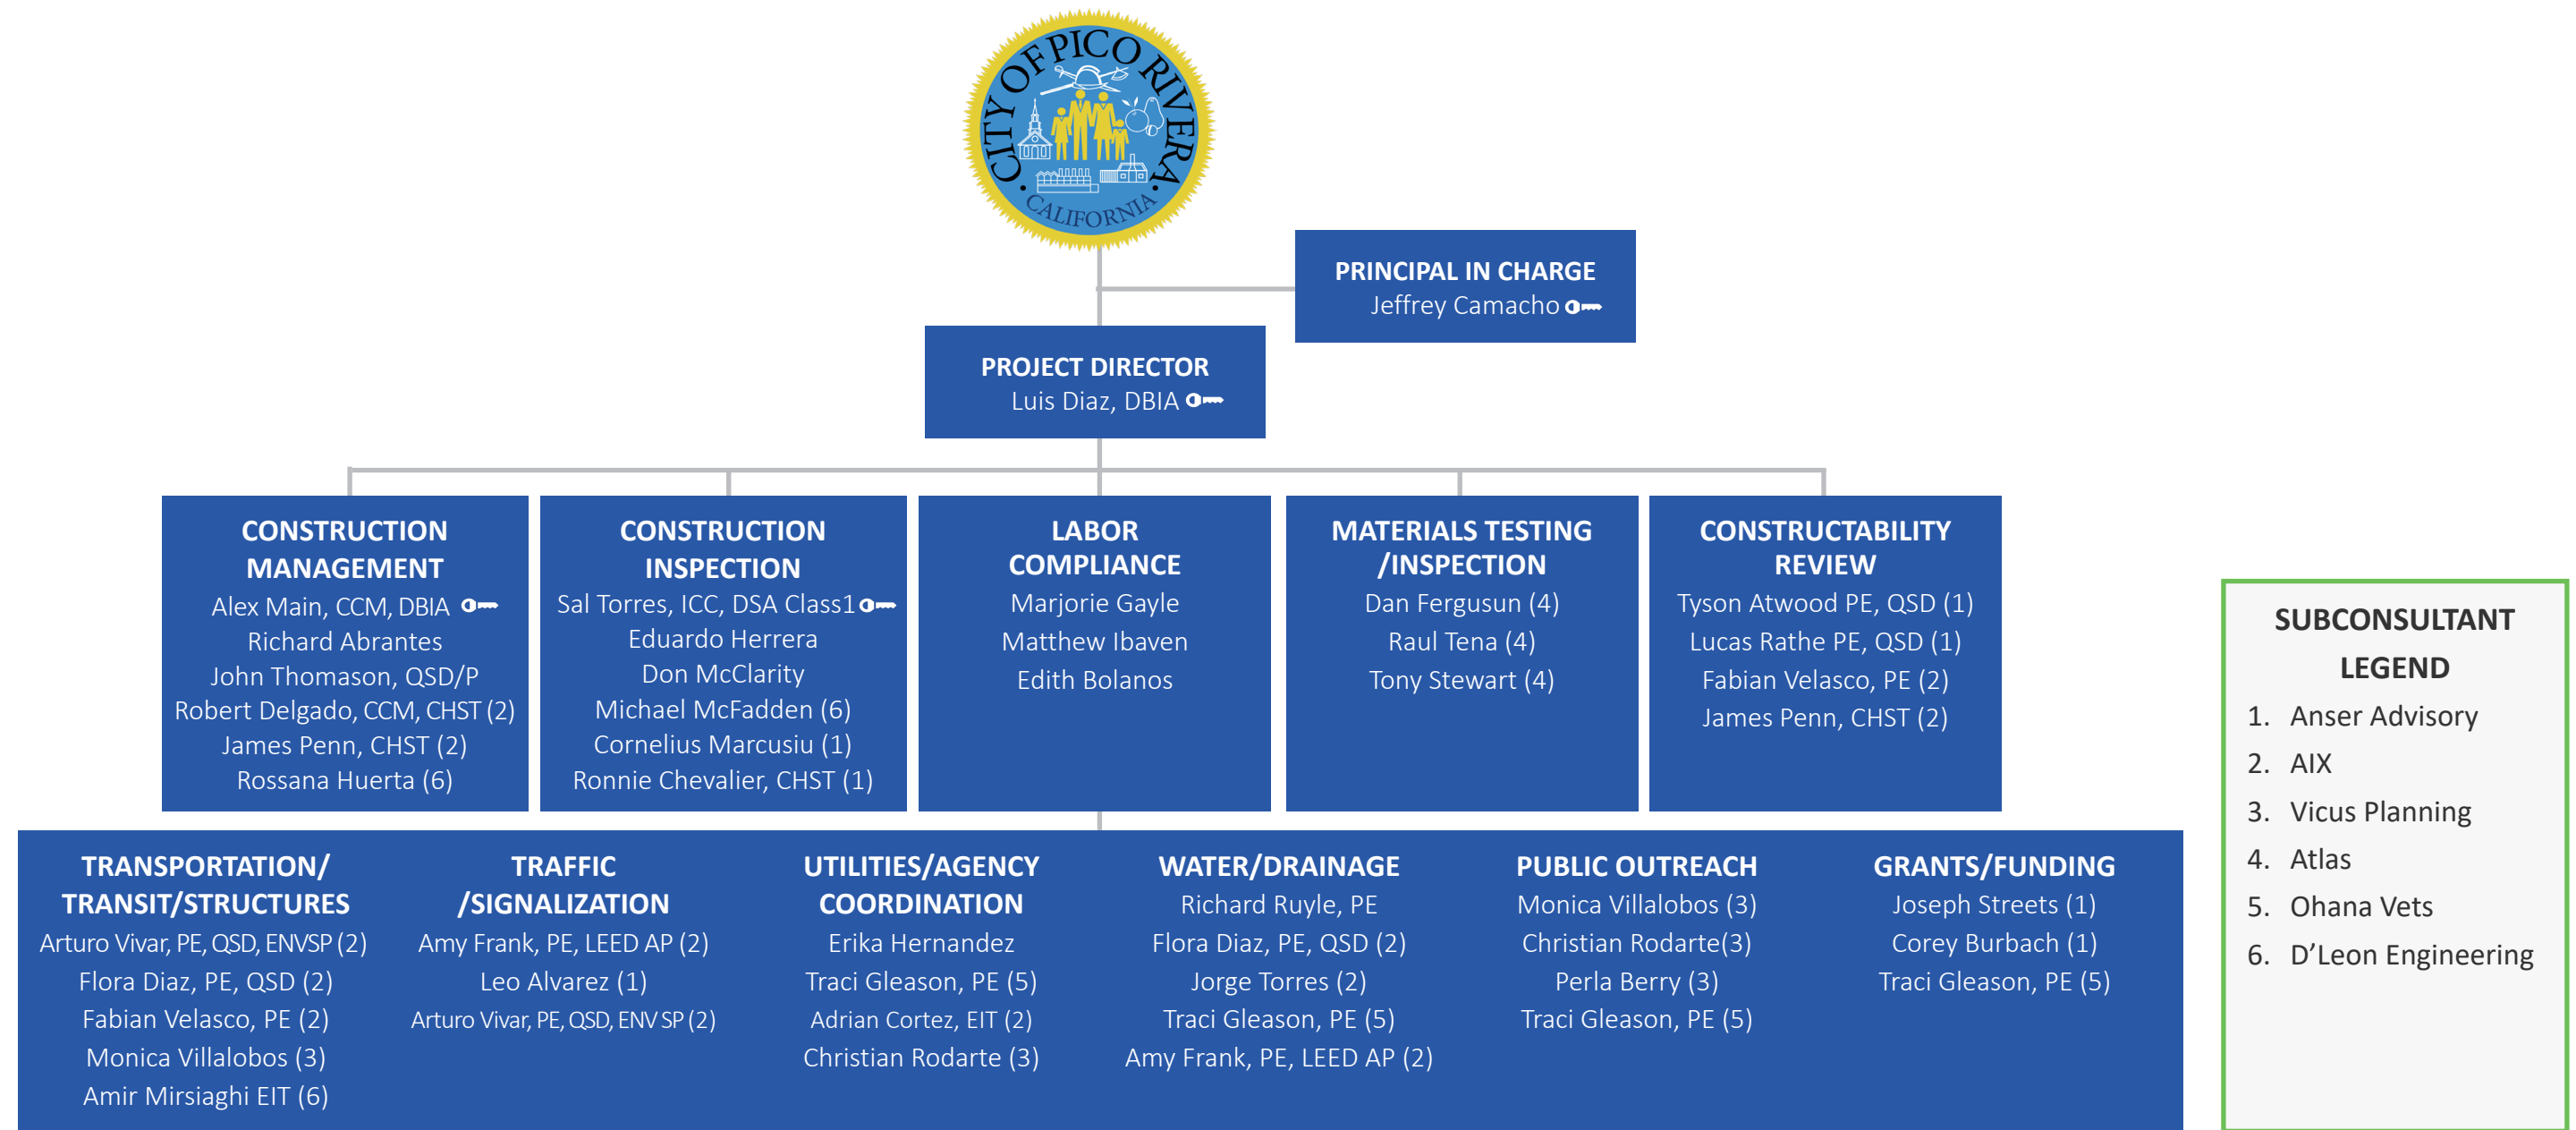 CITY OF PICO RIVERA
CALIFORNIA
PRINCIPAL IN CHARGE
Jeffrey Camacho
PROJECT DIRECTOR
Luis Diaz, DBIA
CONSTRUCTION
MANAGEMENT
Alex Main, CCM, DBIA
Richard Abrantes
John Thomason, QSD/P
Robert Delgado, CCM, CHST (2)
James Penn, CHST (2)
Rossana Huerta (6)
CONSTRUCTION
INSPECTION
Sal Torres, ICC, DSA Class1
Eduardo Herrera
Don McClarity
Michael McFadden (6)
Cornelius Marcusiu (1)
Ronnie Chevalier, CHST (1)
LABOR
COMPLIANCE
Marjorie Gayle
Matthew Ibaven
Edith Bolanos
MATERIALS TESTING
/INSPECTION
Dan Fergusun (4)
Raul Tena (4)
Tony Stewart (4)
CONSTRUCTABILITY
REVIEW
Tyson Atwood PE, QSD (1)
Lucas Rathe PE, QSD (1)
Fabian Velasco, PE (2)
James Penn, CHST (2)
TRANSPORTATION/
TRANSIT/STRUCTURES
Arturo Vivar, PE, QSD, ENVSP (2)
Flora Diaz, PE, QSD (2)
Fabian Velasco, PE (2)
Monica Villalobos (3)
Amir Mirsiaghi EIT (6)
TRAFFIC
/SIGNALIZATION
Amy Frank, PE, LEED AP (2)
Leo Alvarez (1)
Arturo Vivar, PE, QSD, ENV SP (2)
UTILITIES/AGENCY
COORDINATION
Erika Hernandez
Traci Gleason, PE (5)
Adrian Cortez, EIT (2)
Christian Rodarte (3)
WATER/DRAINAGE
Richard Ruyle, PE
Flora Diaz, PE, QSD (2)
Jorge Torres (2)
Traci Gleason, PE (5)
Amy Frank, PE, LEED AP (2)
PUBLIC OUTREACH
Monica Villalobos (3)
Christian Rodarte(3)
Perla Berry (3)
Traci Gleason, PE (5)
GRANTS/FUNDING
Joseph Streets (1)
Corey Burbach (1)
Traci Gleason, PE (5)
SUBCONSULTANT
LEGEND
1. Anser Advisory
2. AIX
3. Vicus Planning
4. Atlas
5. Ohana Vets
6. D’Leon Engineering